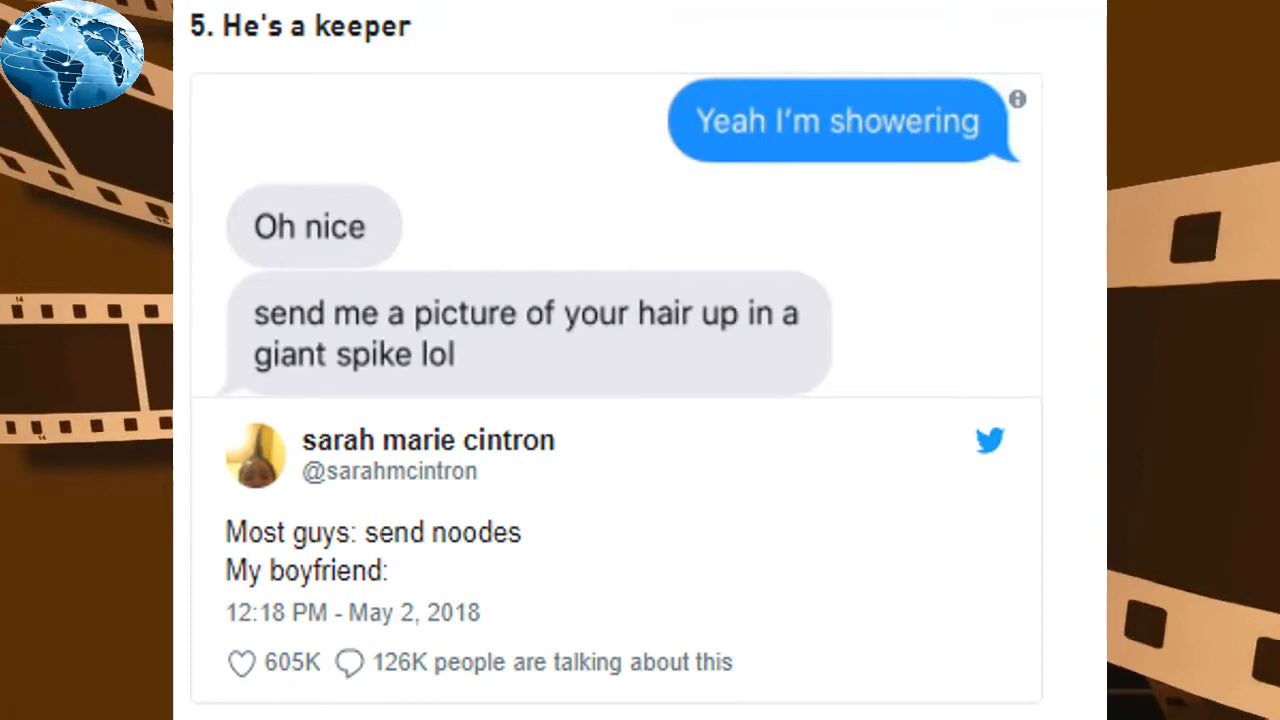 5. He's a keeper
Yeah I'm showering
Oh nice
send me a picture of your hair up in a
giant spike lol
sarah marie cintron
@sarahmcintron
Most guys: send noodes
My boyfriend:
12:18 PM - May 2, 2018
605K 126K people are talking about this
14
14